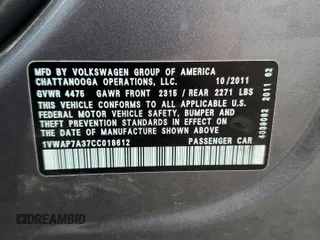 MFD. BY VOLKSWAGEN GROUP OF AMERICA
CHATTANOOGA OPERATIONS, LLC. 10/2011
GVWR 4475 GAWR FRONT 2315 / REAR 2271 LBS
THIS VEHICLE CONFORMS TO ALL APPLICABLE U.S.
FEDERAL MOTOR VEHICLE SAFETY, BUMPER AND
THEFT PREVENTION STANDARDS IN EFFECT ON THE
DATE OF MANUFACTURE SHOWN ABOVE.
1VWAP7A37CC018612 PASSENGER CAR
4039082 2011 82
DREAMBID